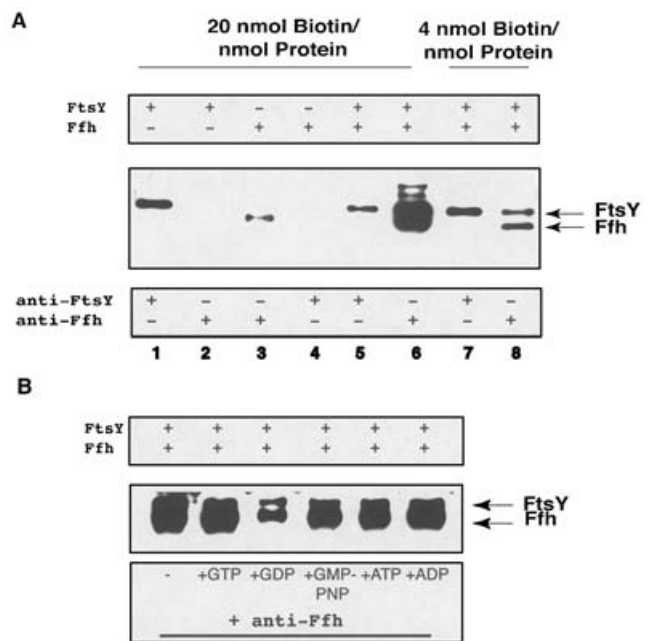 A
20 nmol Biotin/ 4 nmol Biotin/
nmol Protein nmol Protein
FtsY + + – – + + + +
Ffh – – + + + + + +
FtsY
Ffh
anti-FtsY + – – + + – + –
anti-Ffh – + + – – + – +
1 2 3 4 5 6 7 8
B
FtsY + + + + + +
Ffh + + + + + +
FtsY
Ffh
- +GTP +GDP +GMP- +ATP +ADP
PNP
+ anti-Ffh